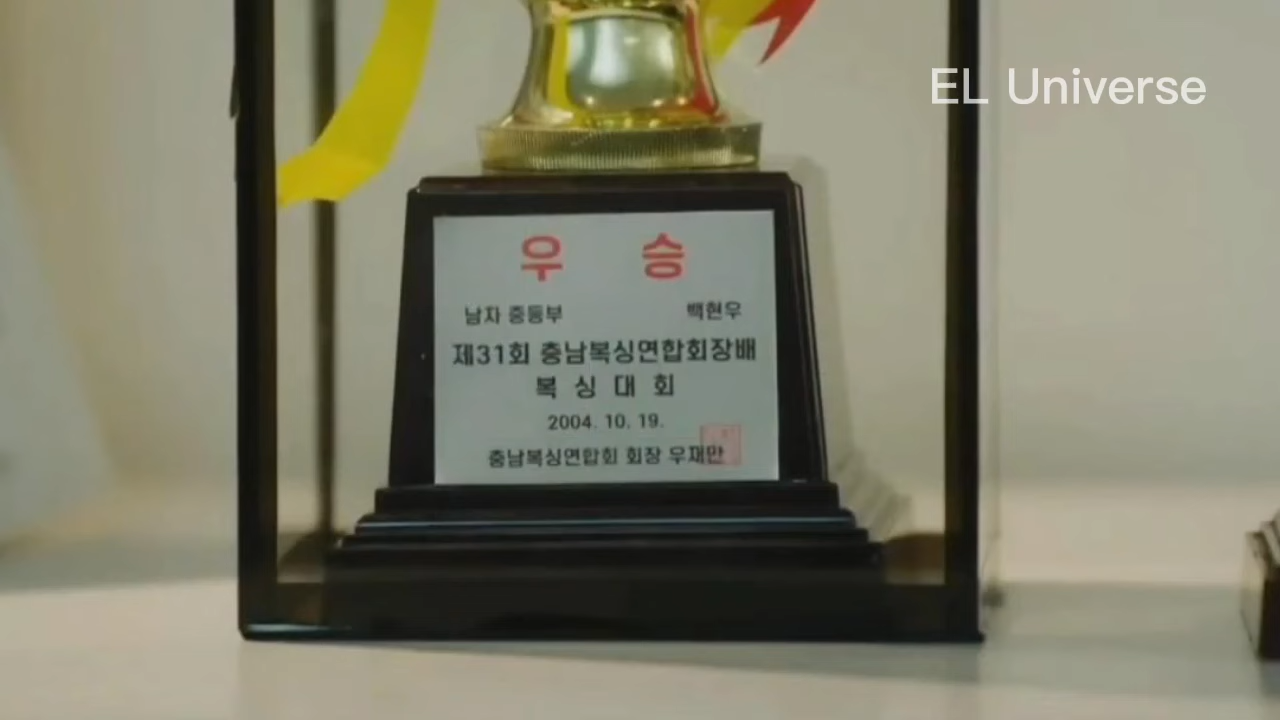 EL Universe
우 승
남자 중등부 백현우
제31회 충남복싱연합회장배
복 싱 대 회
2004. 10. 19.
충남복싱연합회 회장 우재만